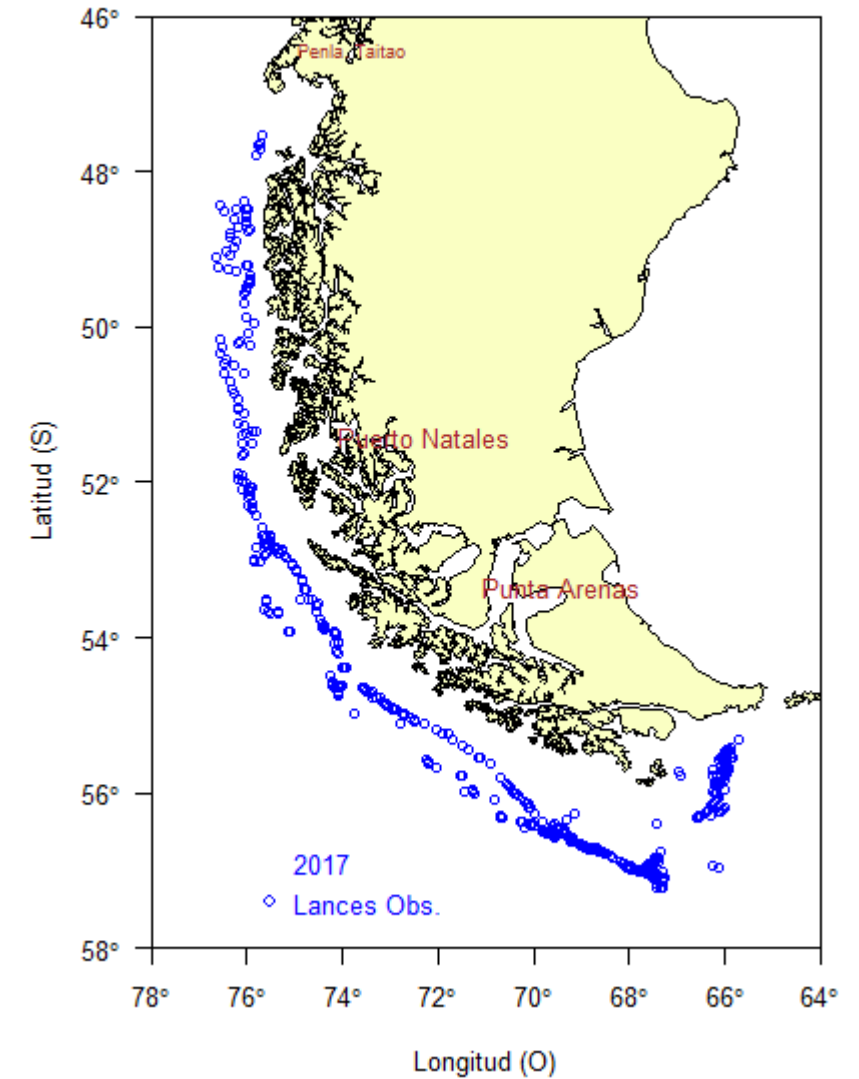 46°
Penla. Taitao
48°
50°
Puerto Natales
52°
Punta Arenas
54°
56°
2017
Lances Obs.
58°
78° 76° 74° 72° 70° 68° 66° 64°
Latitud (S)
Longitud (O)